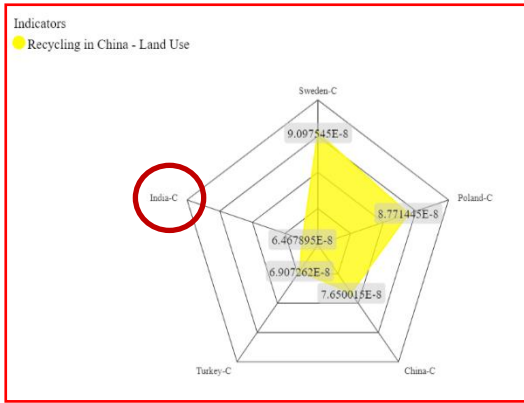 Indicators
Recycling in China - Land Use
Sweden-C
9.097545E-8
India-C
Poland-C
8.771445E-8
6.467895E-8
6.907262E-8
7.650015E-8
Turkey-C
China-C